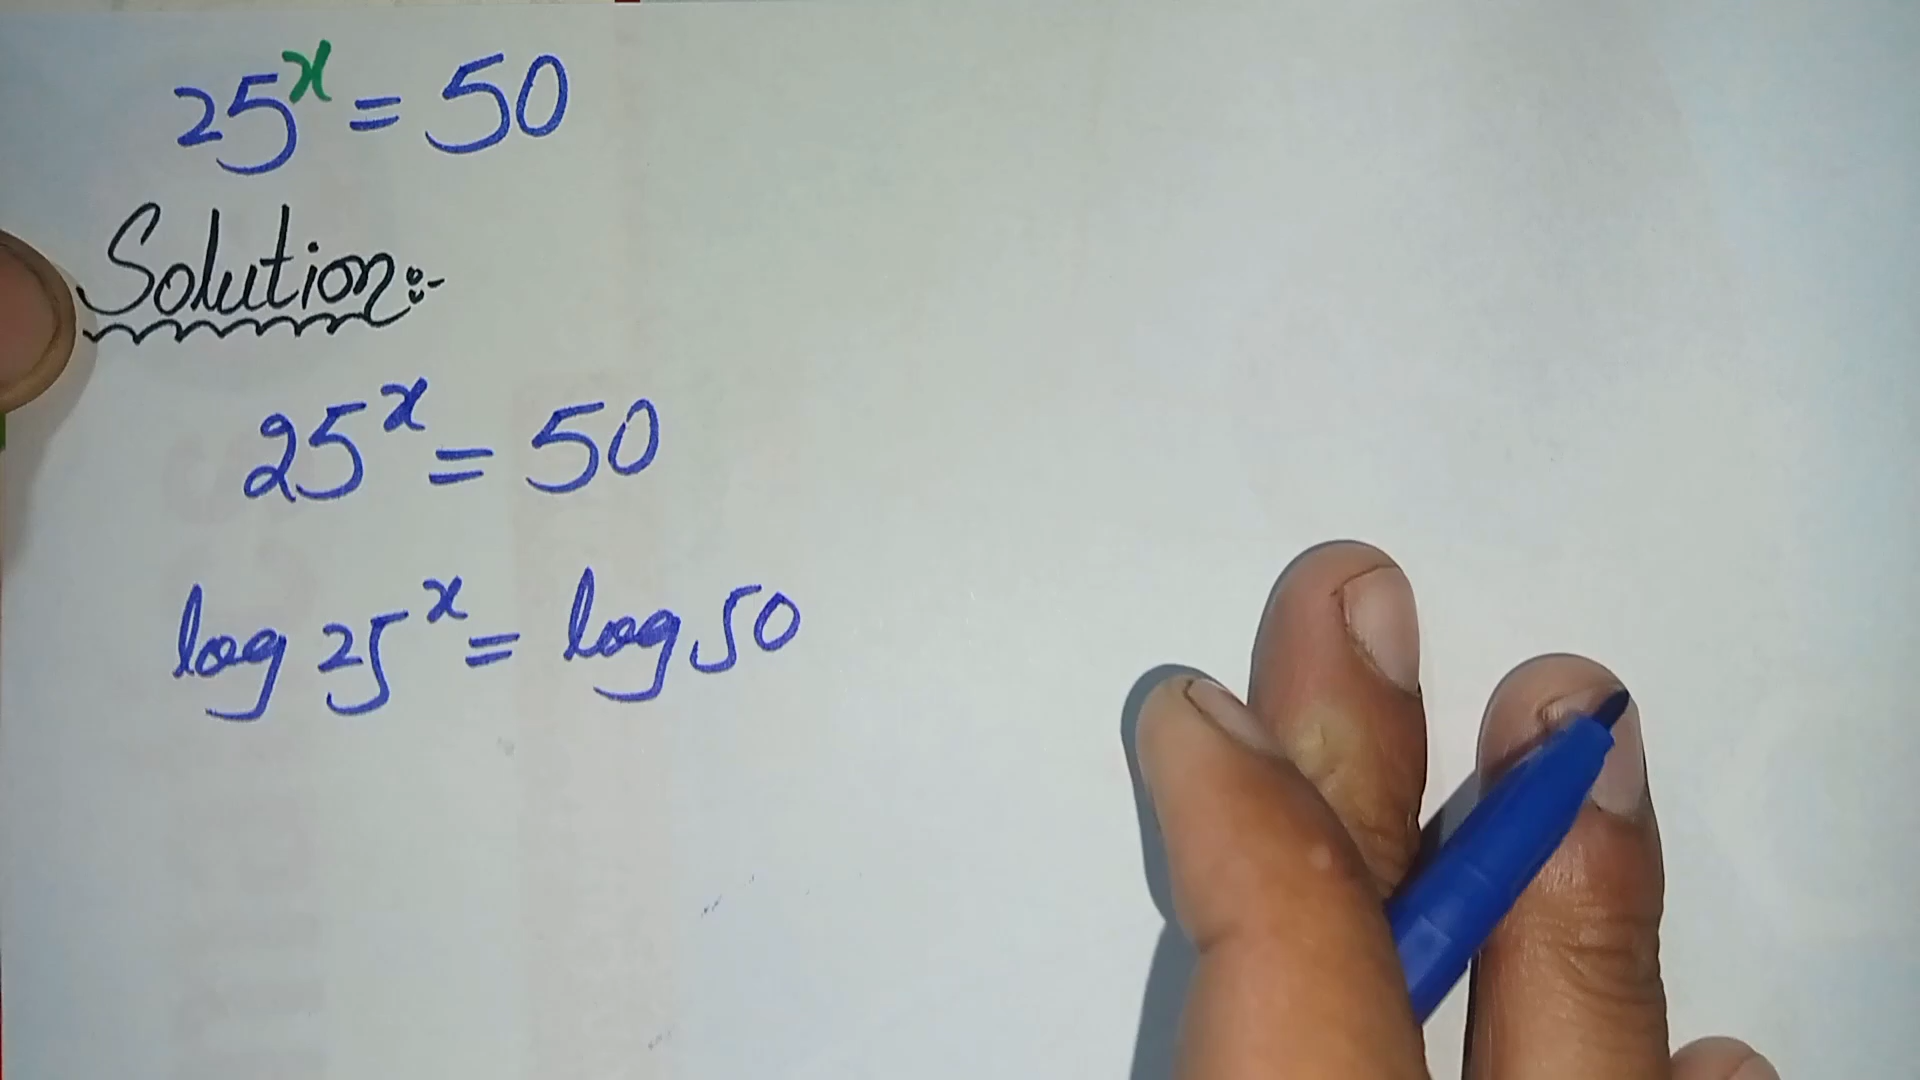 25^x = 50
Solution:-
25^x = 50
log 25^x = log 50